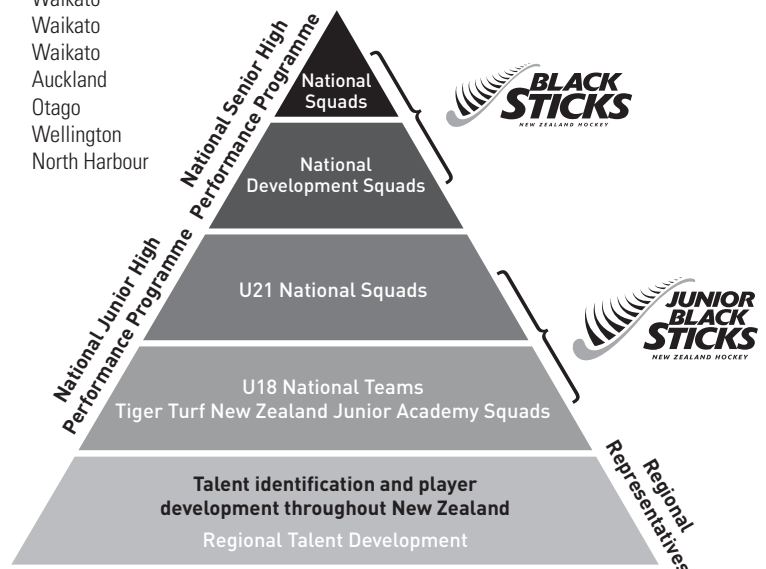 Waikato
Waikato
Waikato
Auckland
Otago
Wellington
North Harbour
National Senior High
Performance Programme
National
Squads
BLACK
STICKS
NEW ZEALAND HOCKEY
National
Development Squads
National Junior High
Performance Programme
U21 National Squads
JUNIOR
BLACK
STICKS
NEW ZEALAND HOCKEY
U18 National Teams
Tiger Turf New Zealand Junior Academy Squads
Regional
Representatives
Talent identification and player
development throughout New Zealand
Regional Talent Development